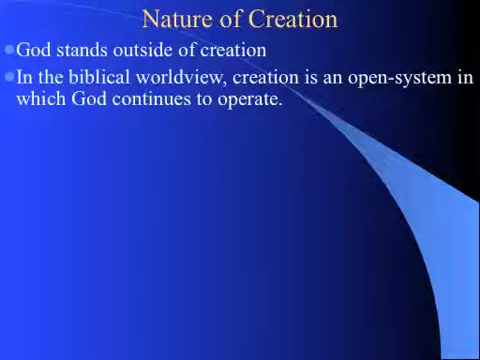 Nature of Creation
God stands outside of creation
In the biblical worldview, creation is an open-system in
which God continues to operate.